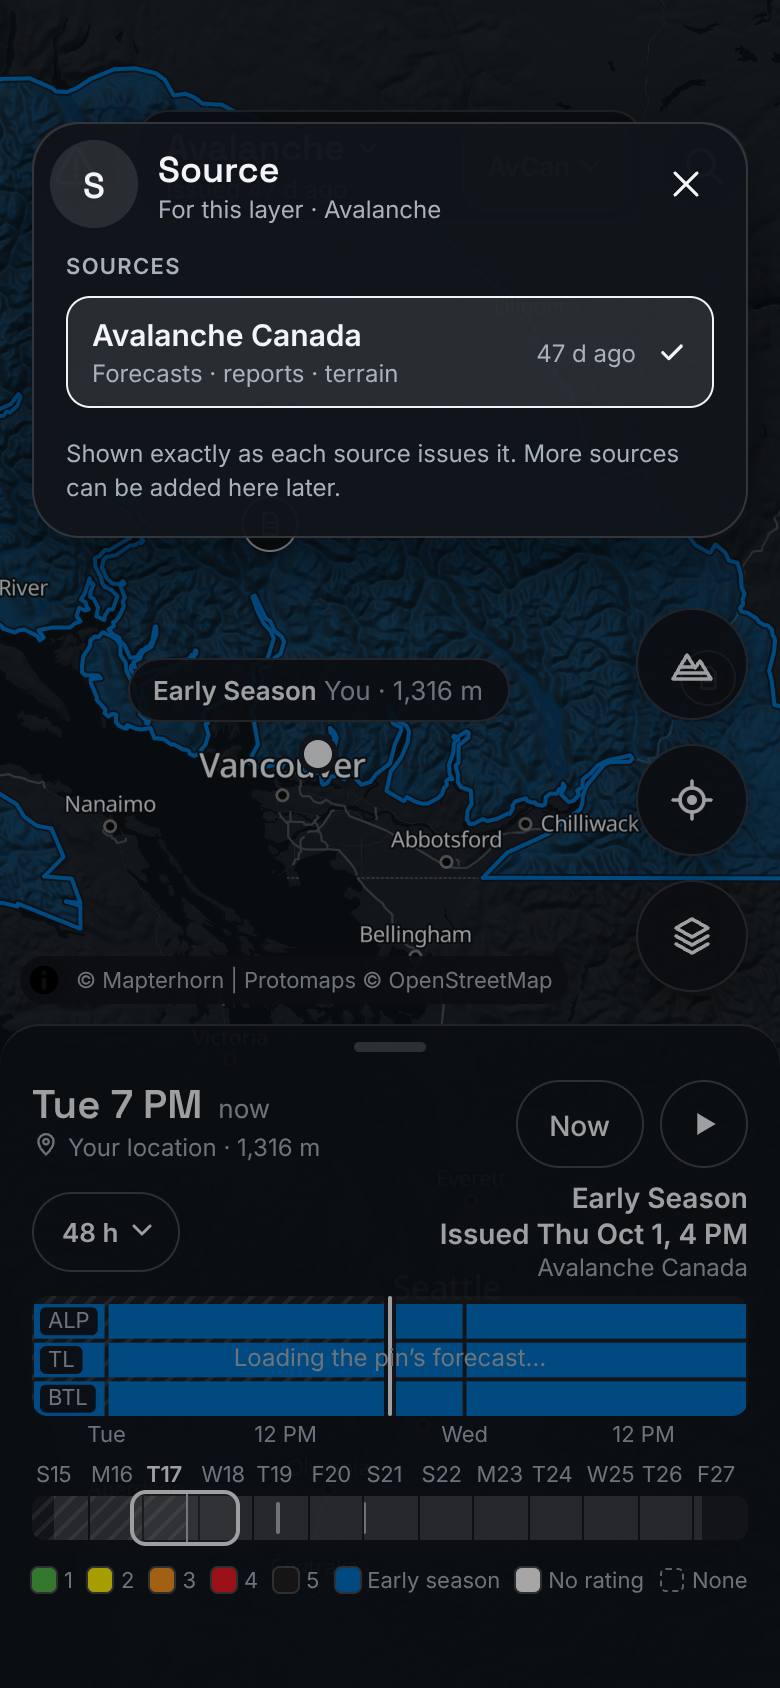 S
Source
For this layer · Avalanche
SOURCES
Avalanche Canada
47 d ago
Forecasts · reports · terrain
Shown exactly as each source issues it. More sources
can be added here later.
Avalanche
AvCan
River
Early Season You · 1,316 m
Vancouver
Nanaimo
Abbotsford
Chilliwack
Bellingham
© Mapterhorn | Protomaps © OpenStreetMap
Victoria
Tue 7 PM now
Now
Your location · 1,316 m
Everett
48 h
Early Season
Issued Thu Oct 1, 4 PM
Avalanche Canada
Seattle
ALP
TL
Loading the pin's forecast...
BTL
Tue 12 PM Wed 12 PM
S15 M16 T17 W18 T19 F20 S21 S22 M23 T24 W25 T26 F27
1 2 3 4 5 Early season No rating None